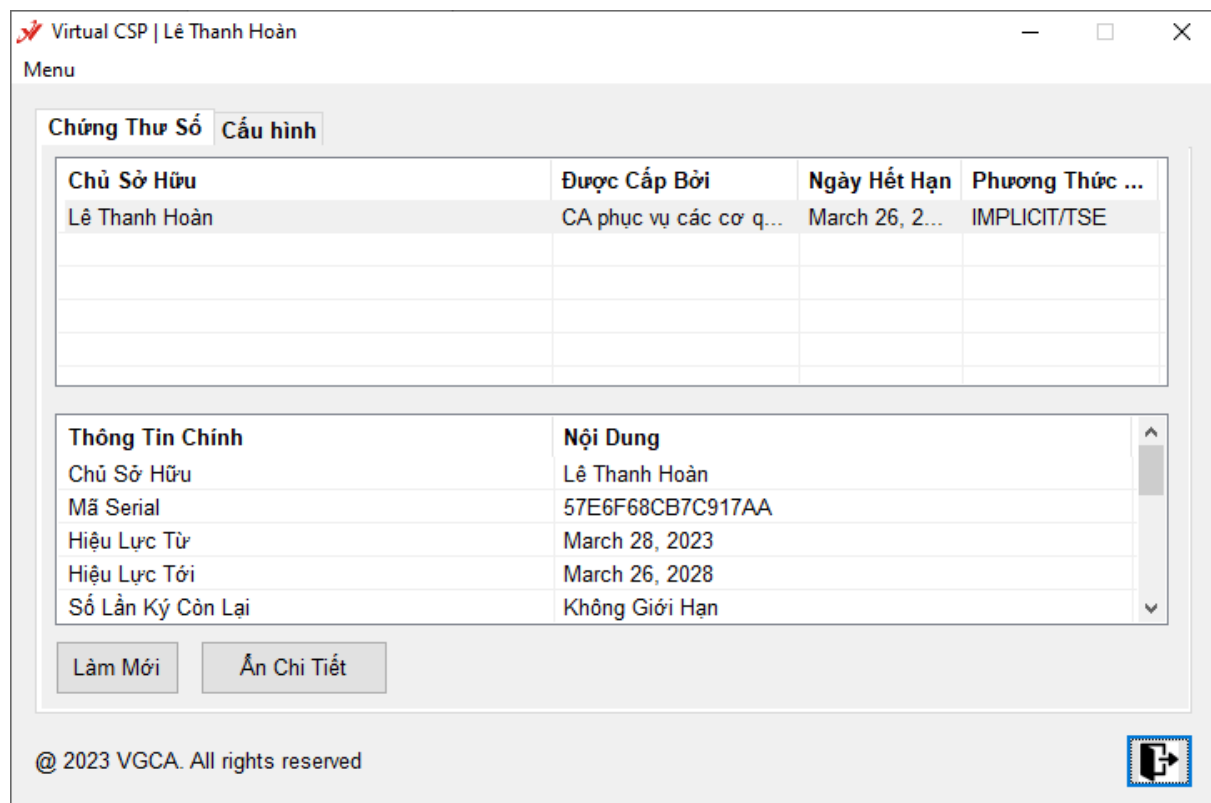 Virtual CSP | Lê Thanh Hoàn
Menu
Chứng Thư Số Cấu hình
Chủ Sở Hữu Được Cấp Bởi Ngày Hết Hạn Phương Thức ...
Lê Thanh Hoàn CA phục vụ các cơ q... March 26, 2... IMPLICIT/TSE
Thông Tin Chính Nội Dung
Chủ Sở Hữu Lê Thanh Hoàn
Mã Serial 57E6F68CB7C917AA
Hiệu Lực Từ March 28, 2023
Hiệu Lực Tới March 26, 2028
Số Lần Ký Còn Lại Không Giới Hạn
Làm Mới Ẩn Chi Tiết
@ 2023 VGCA. All rights reserved